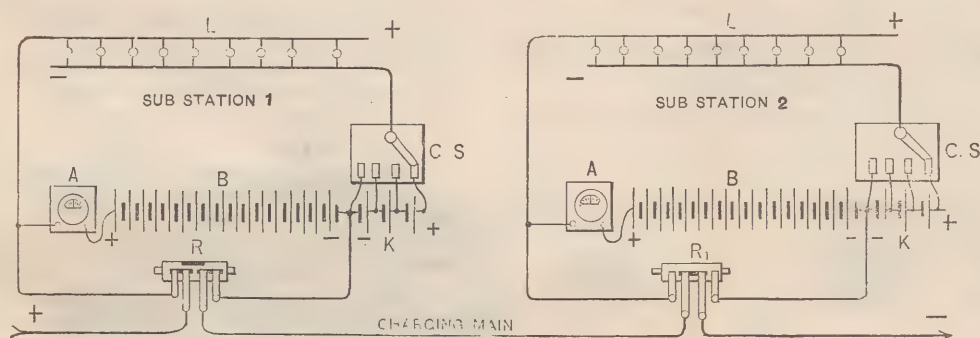 L
+
L
+
−
−
SUB STATION 1
SUB STATION 2
C S
C. S
A
B
A
B
+
−
−
K
+
+
−
−
K
+
R
R1
+
CHARGING MAIN
−